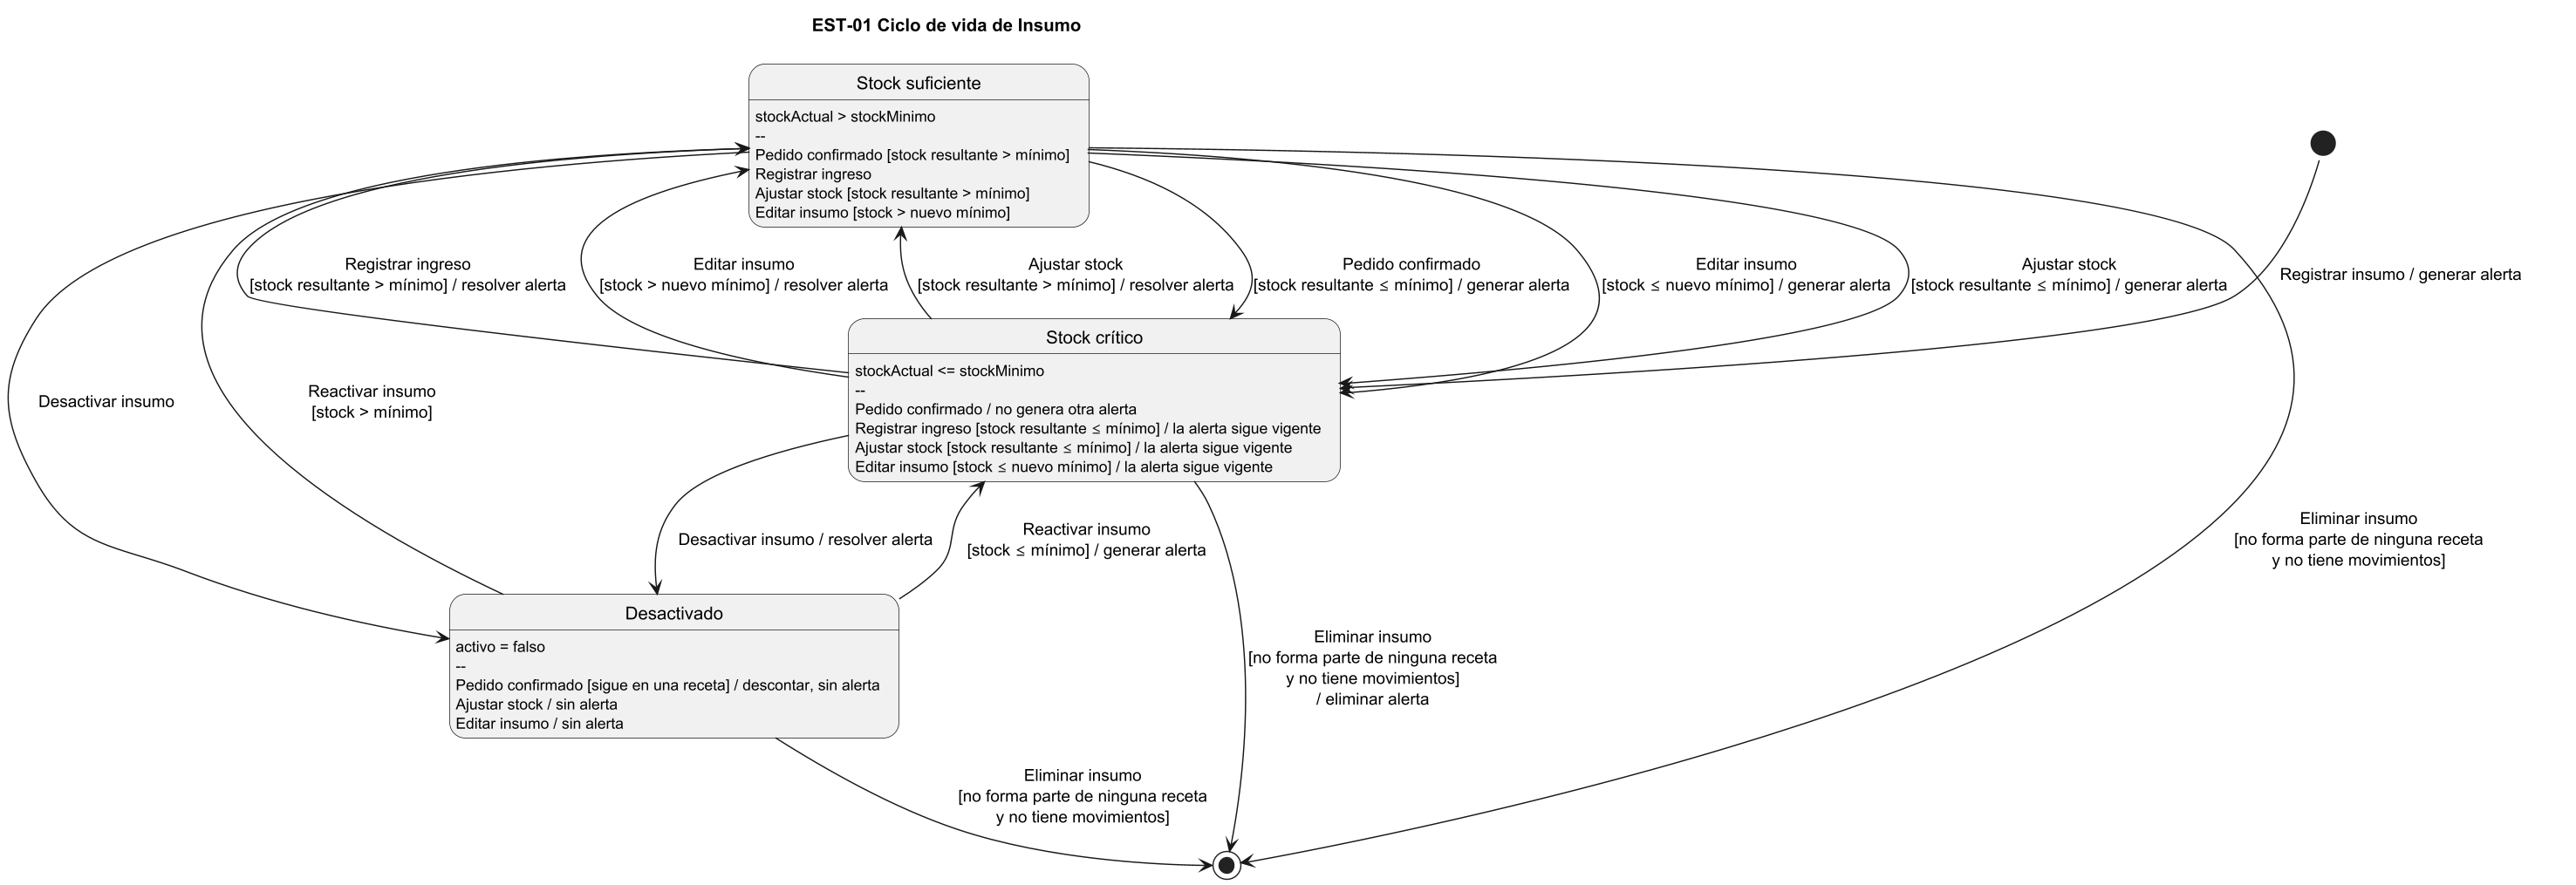 EST-01 Ciclo de vida de Insumo
Stock suficiente
stockActual > stockMinimo
--
Pedido confirmado [stock resultante > mínimo]
Registrar ingreso
Ajustar stock [stock resultante > mínimo]
Editar insumo [stock > nuevo mínimo]
Registrar ingreso
[stock resultante > mínimo] / resolver alerta
Editar insumo
[stock > nuevo mínimo] / resolver alerta
Ajustar stock
[stock resultante > mínimo] / resolver alerta
Pedido confirmado
[stock resultante ≤ mínimo] / generar alerta
Editar insumo
[stock ≤ nuevo mínimo] / generar alerta
Ajustar stock
[stock resultante ≤ mínimo] / generar alerta
Registrar insumo / generar alerta
Stock crítico
stockActual <= stockMinimo
--
Pedido confirmado / no genera otra alerta
Registrar ingreso [stock resultante ≤ mínimo] / la alerta sigue vigente
Ajustar stock [stock resultante ≤ mínimo] / la alerta sigue vigente
Editar insumo [stock ≤ nuevo mínimo] / la alerta sigue vigente
Desactivar insumo
Reactivar insumo
[stock > mínimo]
Desactivar insumo / resolver alerta
Reactivar insumo
[stock ≤ mínimo] / generar alerta
Eliminar insumo
[no forma parte de ninguna receta
y no tiene movimientos]
Desactivado
activo = falso
--
Pedido confirmado [sigue en una receta] / descontar, sin alerta
Ajustar stock / sin alerta
Editar insumo / sin alerta
Eliminar insumo
[no forma parte de ninguna receta
y no tiene movimientos]
/ eliminar alerta
Eliminar insumo
[no forma parte de ninguna receta
y no tiene movimientos]